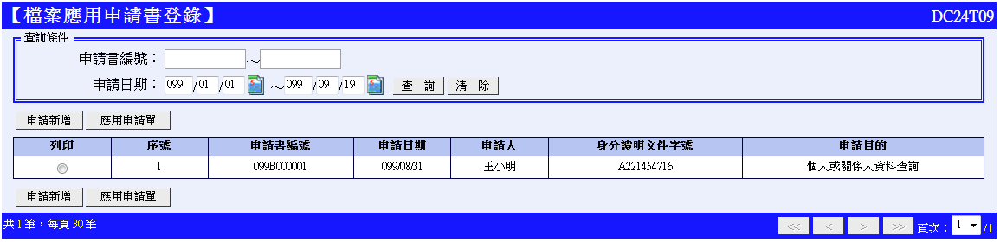 【檔案應用申請書登錄】 DC24T09
查詢條件
申請書編號： ～
申請日期： 099 /01 /01 ～099 /09 /19 查 詢 清 除
申請新增 應用申請單
列印 序號 申請書編號 申請日期 申請人 身分證明文件字號 申請目的
1 099B000001 099/08/31 王小明 A221454716 個人或關係人資料查詢
申請新增 應用申請單
共1筆，每頁30筆 << < > >> 頁次： 1 /1